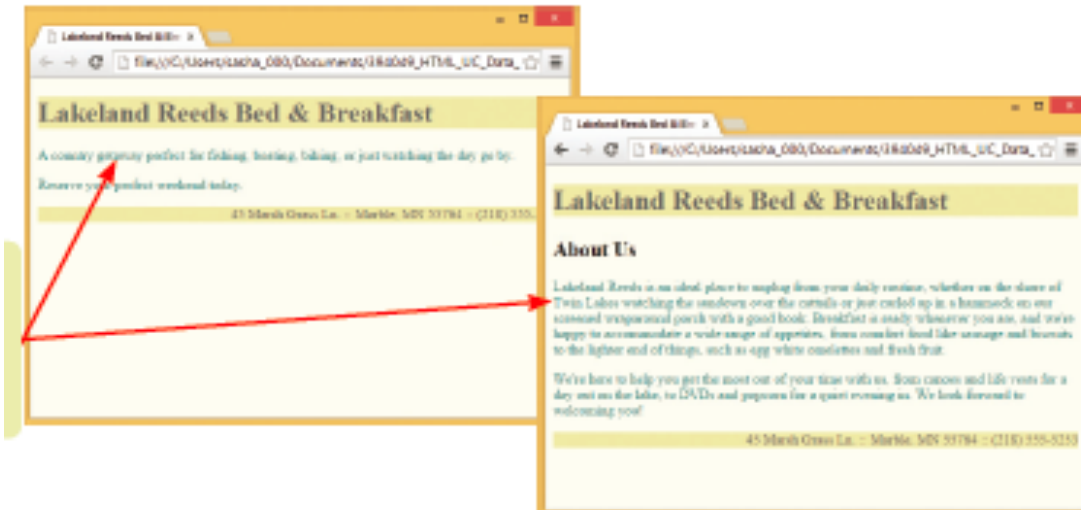 Lakeland Reeds Bed & Bre
file:///C:/Users/sasha_000/Documents/
Lakeland Reeds Bed & Breakfast
A country getaway perfect for fishing, boating, biking, or just watching the day go by.
Reserve your perfect weekend today.
45 Marsh Grass Ln. :: Marble, MN 55764 :: (218) 555-
Lakeland Reeds Bed & Bre
file:///C:/Users/sasha_000/Documents/
Lakeland Reeds Bed & Breakfast
About Us
Lakeland Reeds is an ideal place to unplug from your daily routine, whether on the shore of
Twin Lakes watching the sundown over the cattails or just curled up in a hammock on our
screened wraparound porch with a good book. Breakfast is ready whenever you are, and we're
happy to accommodate a wide range of appetites, from comfort food like sausage and biscuits
to the lighter end of things, such as egg white omelettes and fresh fruit.
We're here to help you get the most out of your time with us, from canoes and life vests for a
day out on the lake, to DVDs and popcorn for a quiet evening in. We look forward to
welcoming you!
45 Marsh Grass Ln. :: Marble, MN 55764 :: (218) 555-5253